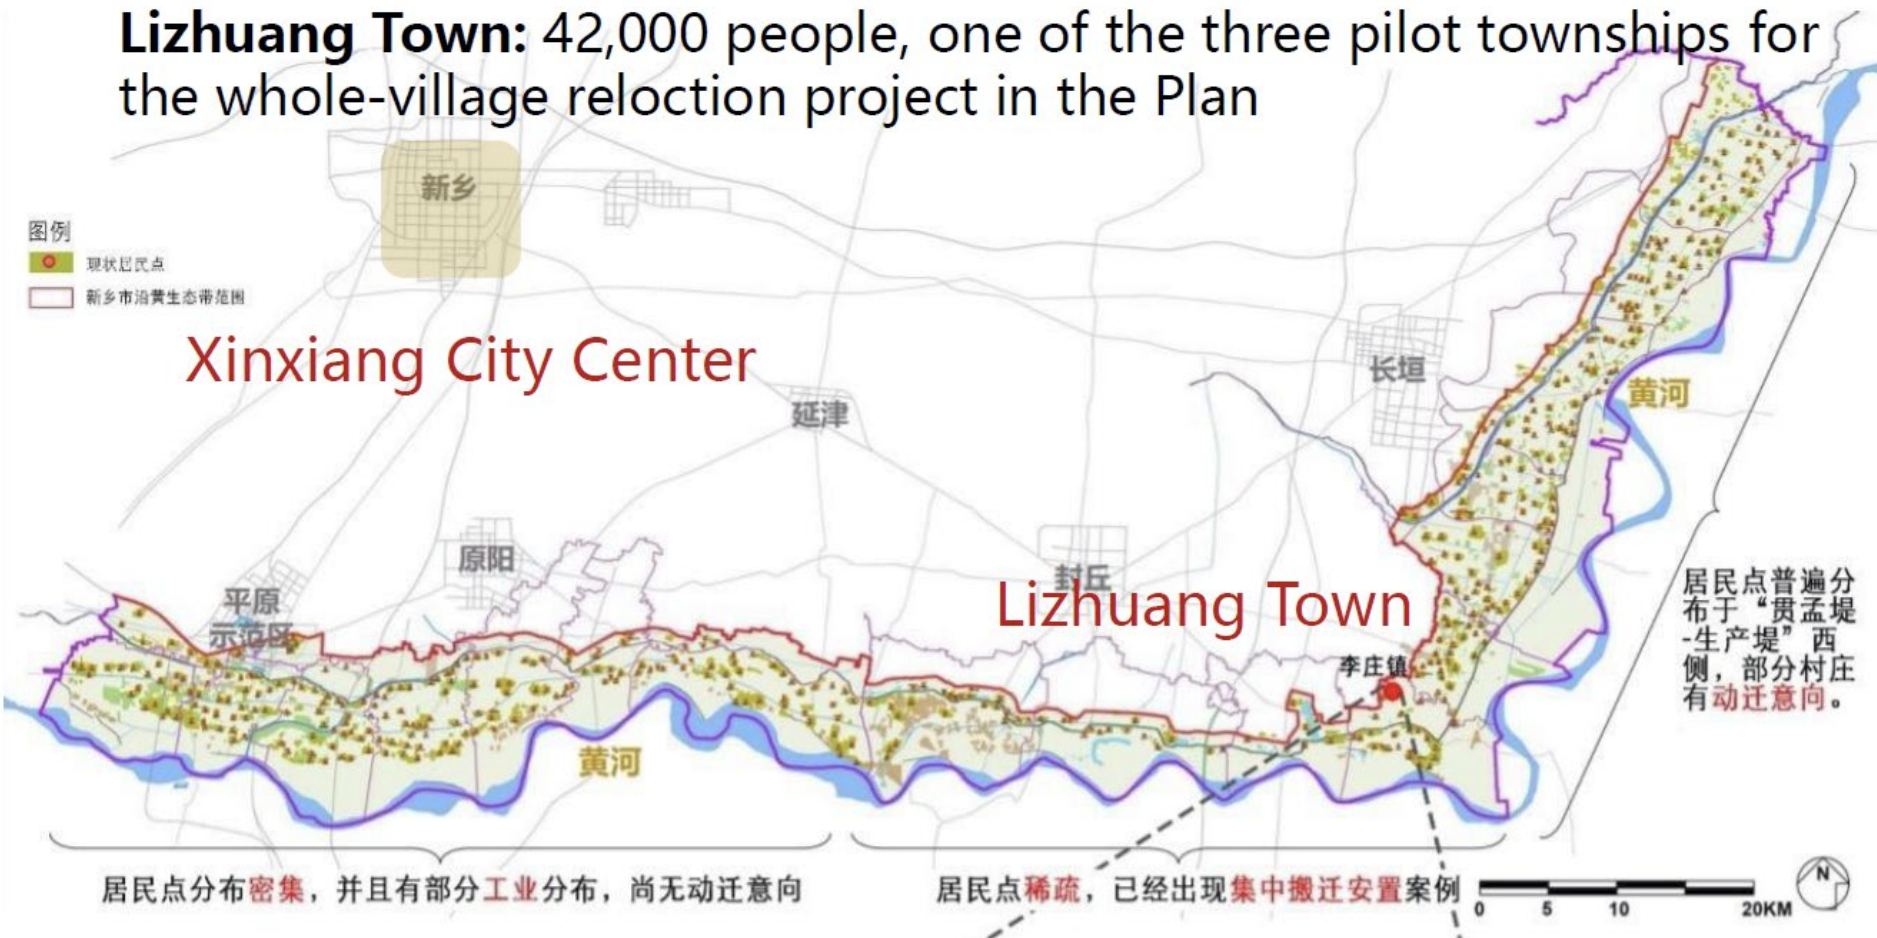 Lizhuang Town: 42,000 people, one of the three pilot townships for
the whole-village reloction project in the Plan
新乡
图例
现状居民点
新乡市沿黄生态带范围
Xinxiang City Center
长垣
黄河
延津
原阳
封丘
平原
示范区
Lizhuang Town
李庄镇
居民点普遍分
布于“贯孟堤
-生产堤”西
侧，部分村庄
有动迁意向。
黄河
居民点分布密集，并且有部分工业分布，尚无动迁意向
居民点稀疏，已经出现集中搬迁安置案例
N
0 5 10 20KM